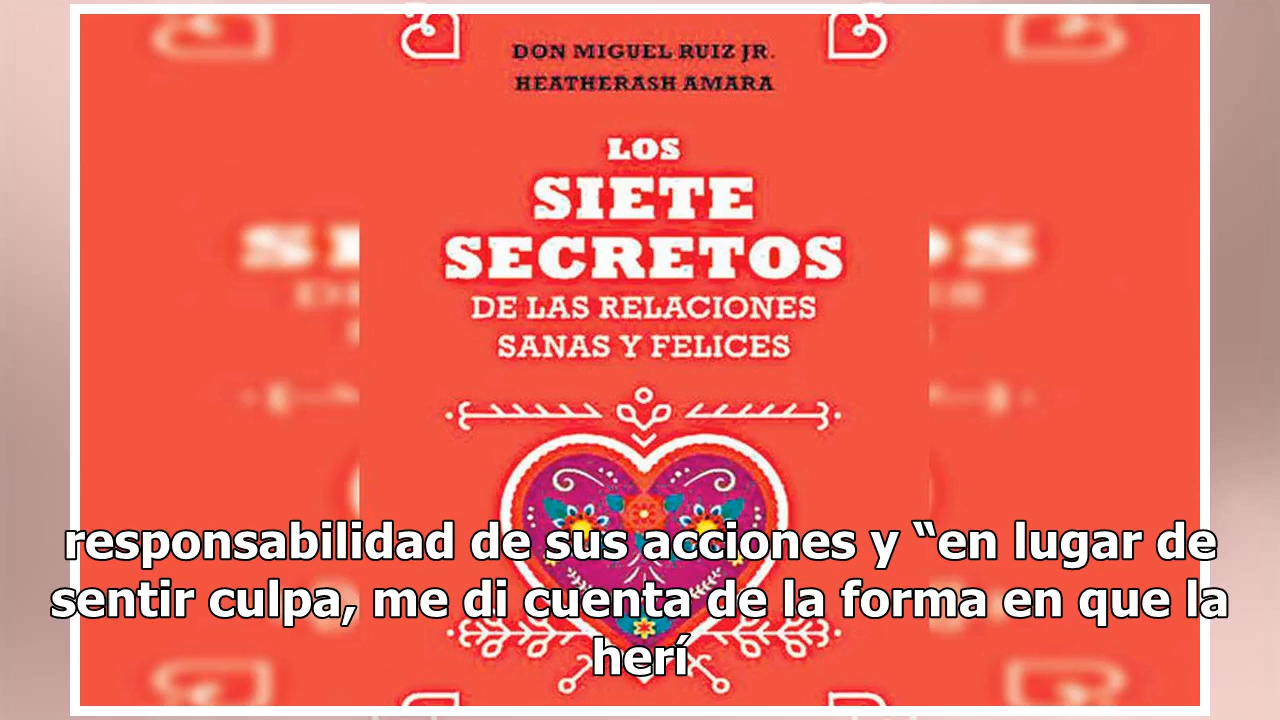 DON MIGUEL RUIZ JR.
HEATHERASH AMARA
LOS
SIETE
SECRETOS
DE LAS RELACIONES
SANAS Y FELICES
responsabilidad de sus acciones y “en lugar de
sentir culpa, me di cuenta de la forma en que la
herí